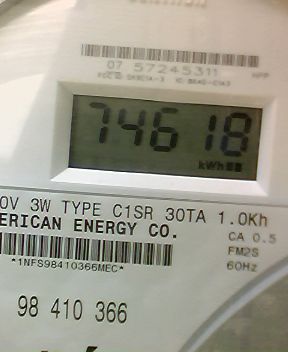 07 57245311
74618
kWh
0V 3W TYPE C1SR 30TA 1.0Kh
ERICAN ENERGY CO.
CA 0.5
FM2S
60Hz
*1NFS98410366MEC*
98 410 366